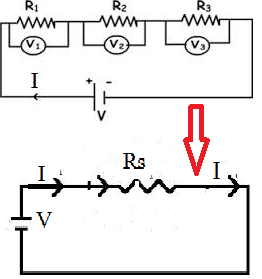 R1 R2 R3
V1 V2 V3
I + -
V
I Rs I
V